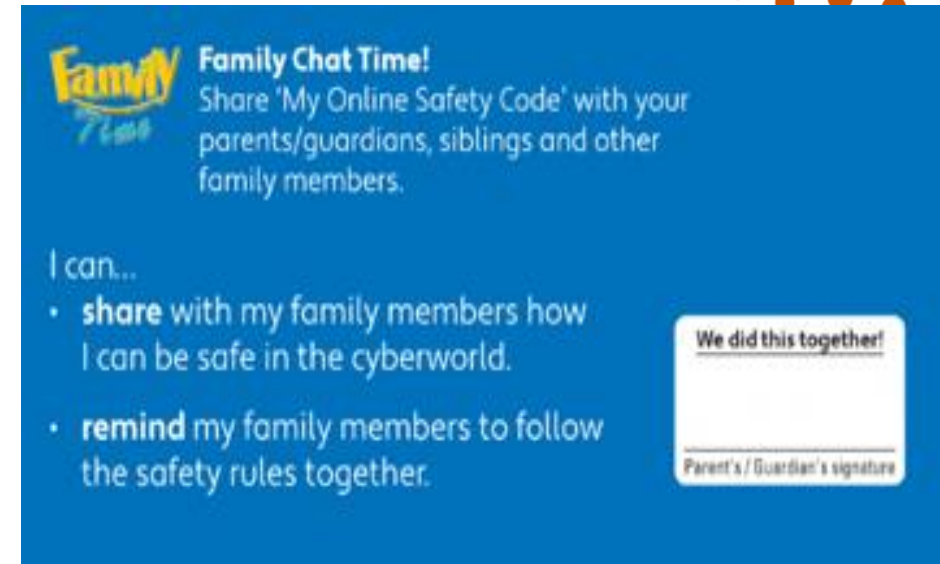 Family
Time
Family Chat Time!
Share 'My Online Safety Code' with your
parents/guardians, siblings and other
family members.
I can...
• share with my family members how
I can be safe in the cyberworld.
• remind my family members to follow
the safety rules together.
We did this together!
Parent's / Guardian's signature